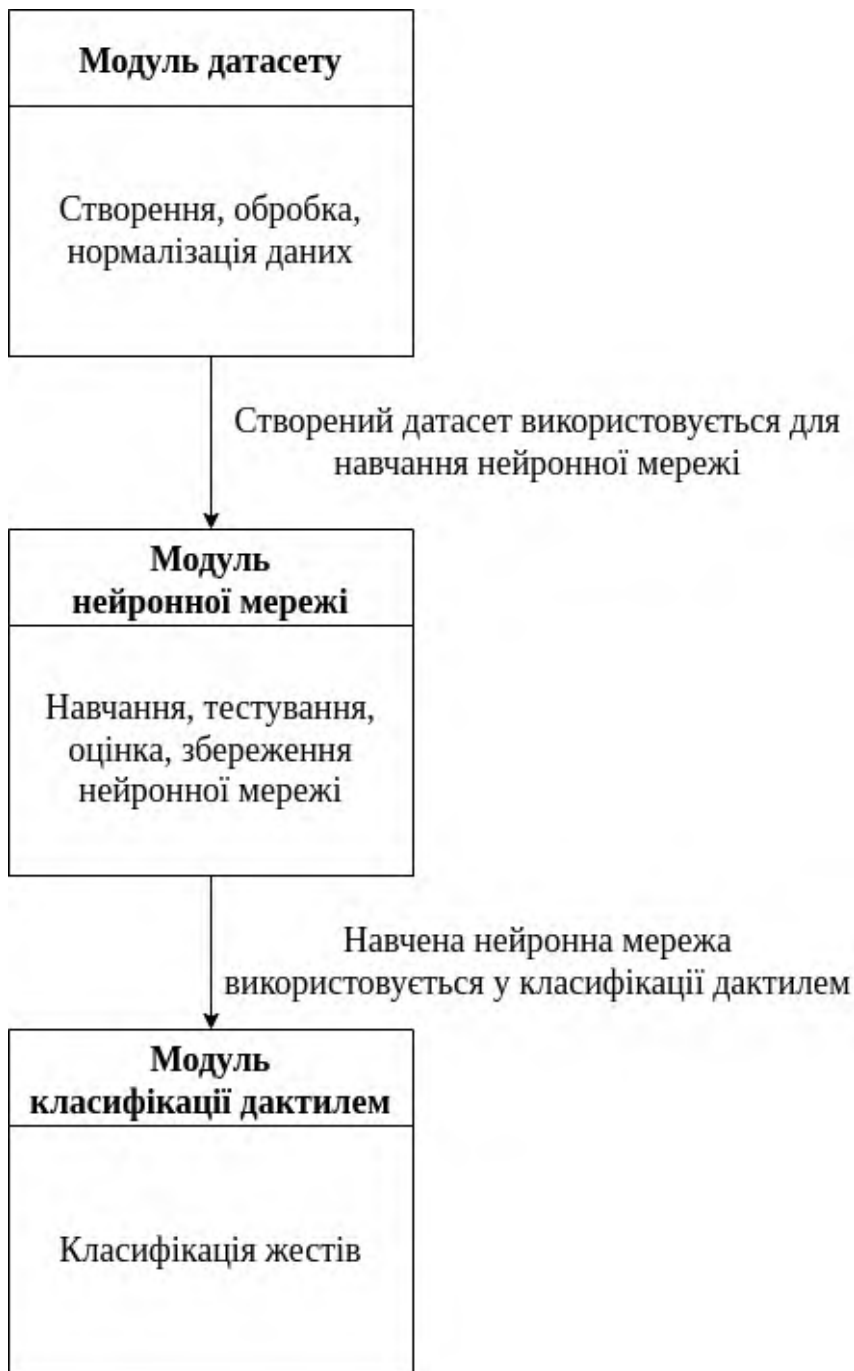 Модуль датасету
Створення, обробка,
нормалізація даних
Створений датасет використовується для
навчання нейронної мережі
Модуль
нейронної мережі
Навчання, тестування,
оцінка, збереження
нейронної мережі
Навчена нейронна мережа
використовується у класифікації дактилем
Модуль
класифікації дактилем
Класифікація жестів